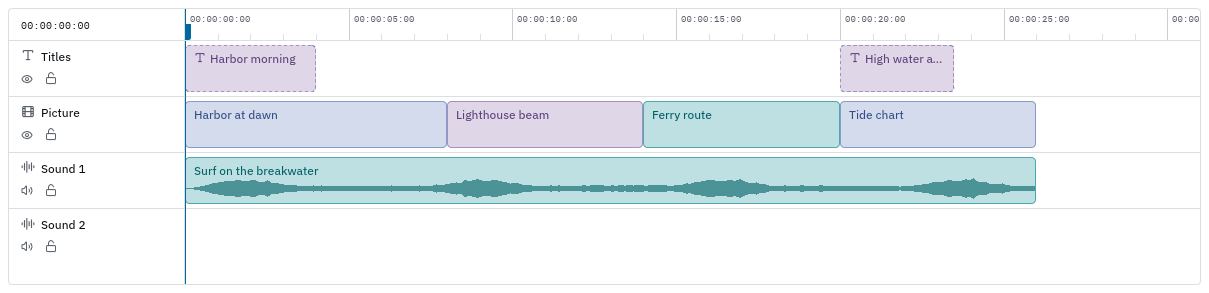 00:00:00:00
00:00:00:00 00:00:05:00 00:00:10:00 00:00:15:00 00:00:20:00 00:00:25:00 00:00
Titles
Harbor morning
High water a...
Picture
Harbor at dawn
Lighthouse beam
Ferry route
Tide chart
Sound 1
Surf on the breakwater
Sound 2